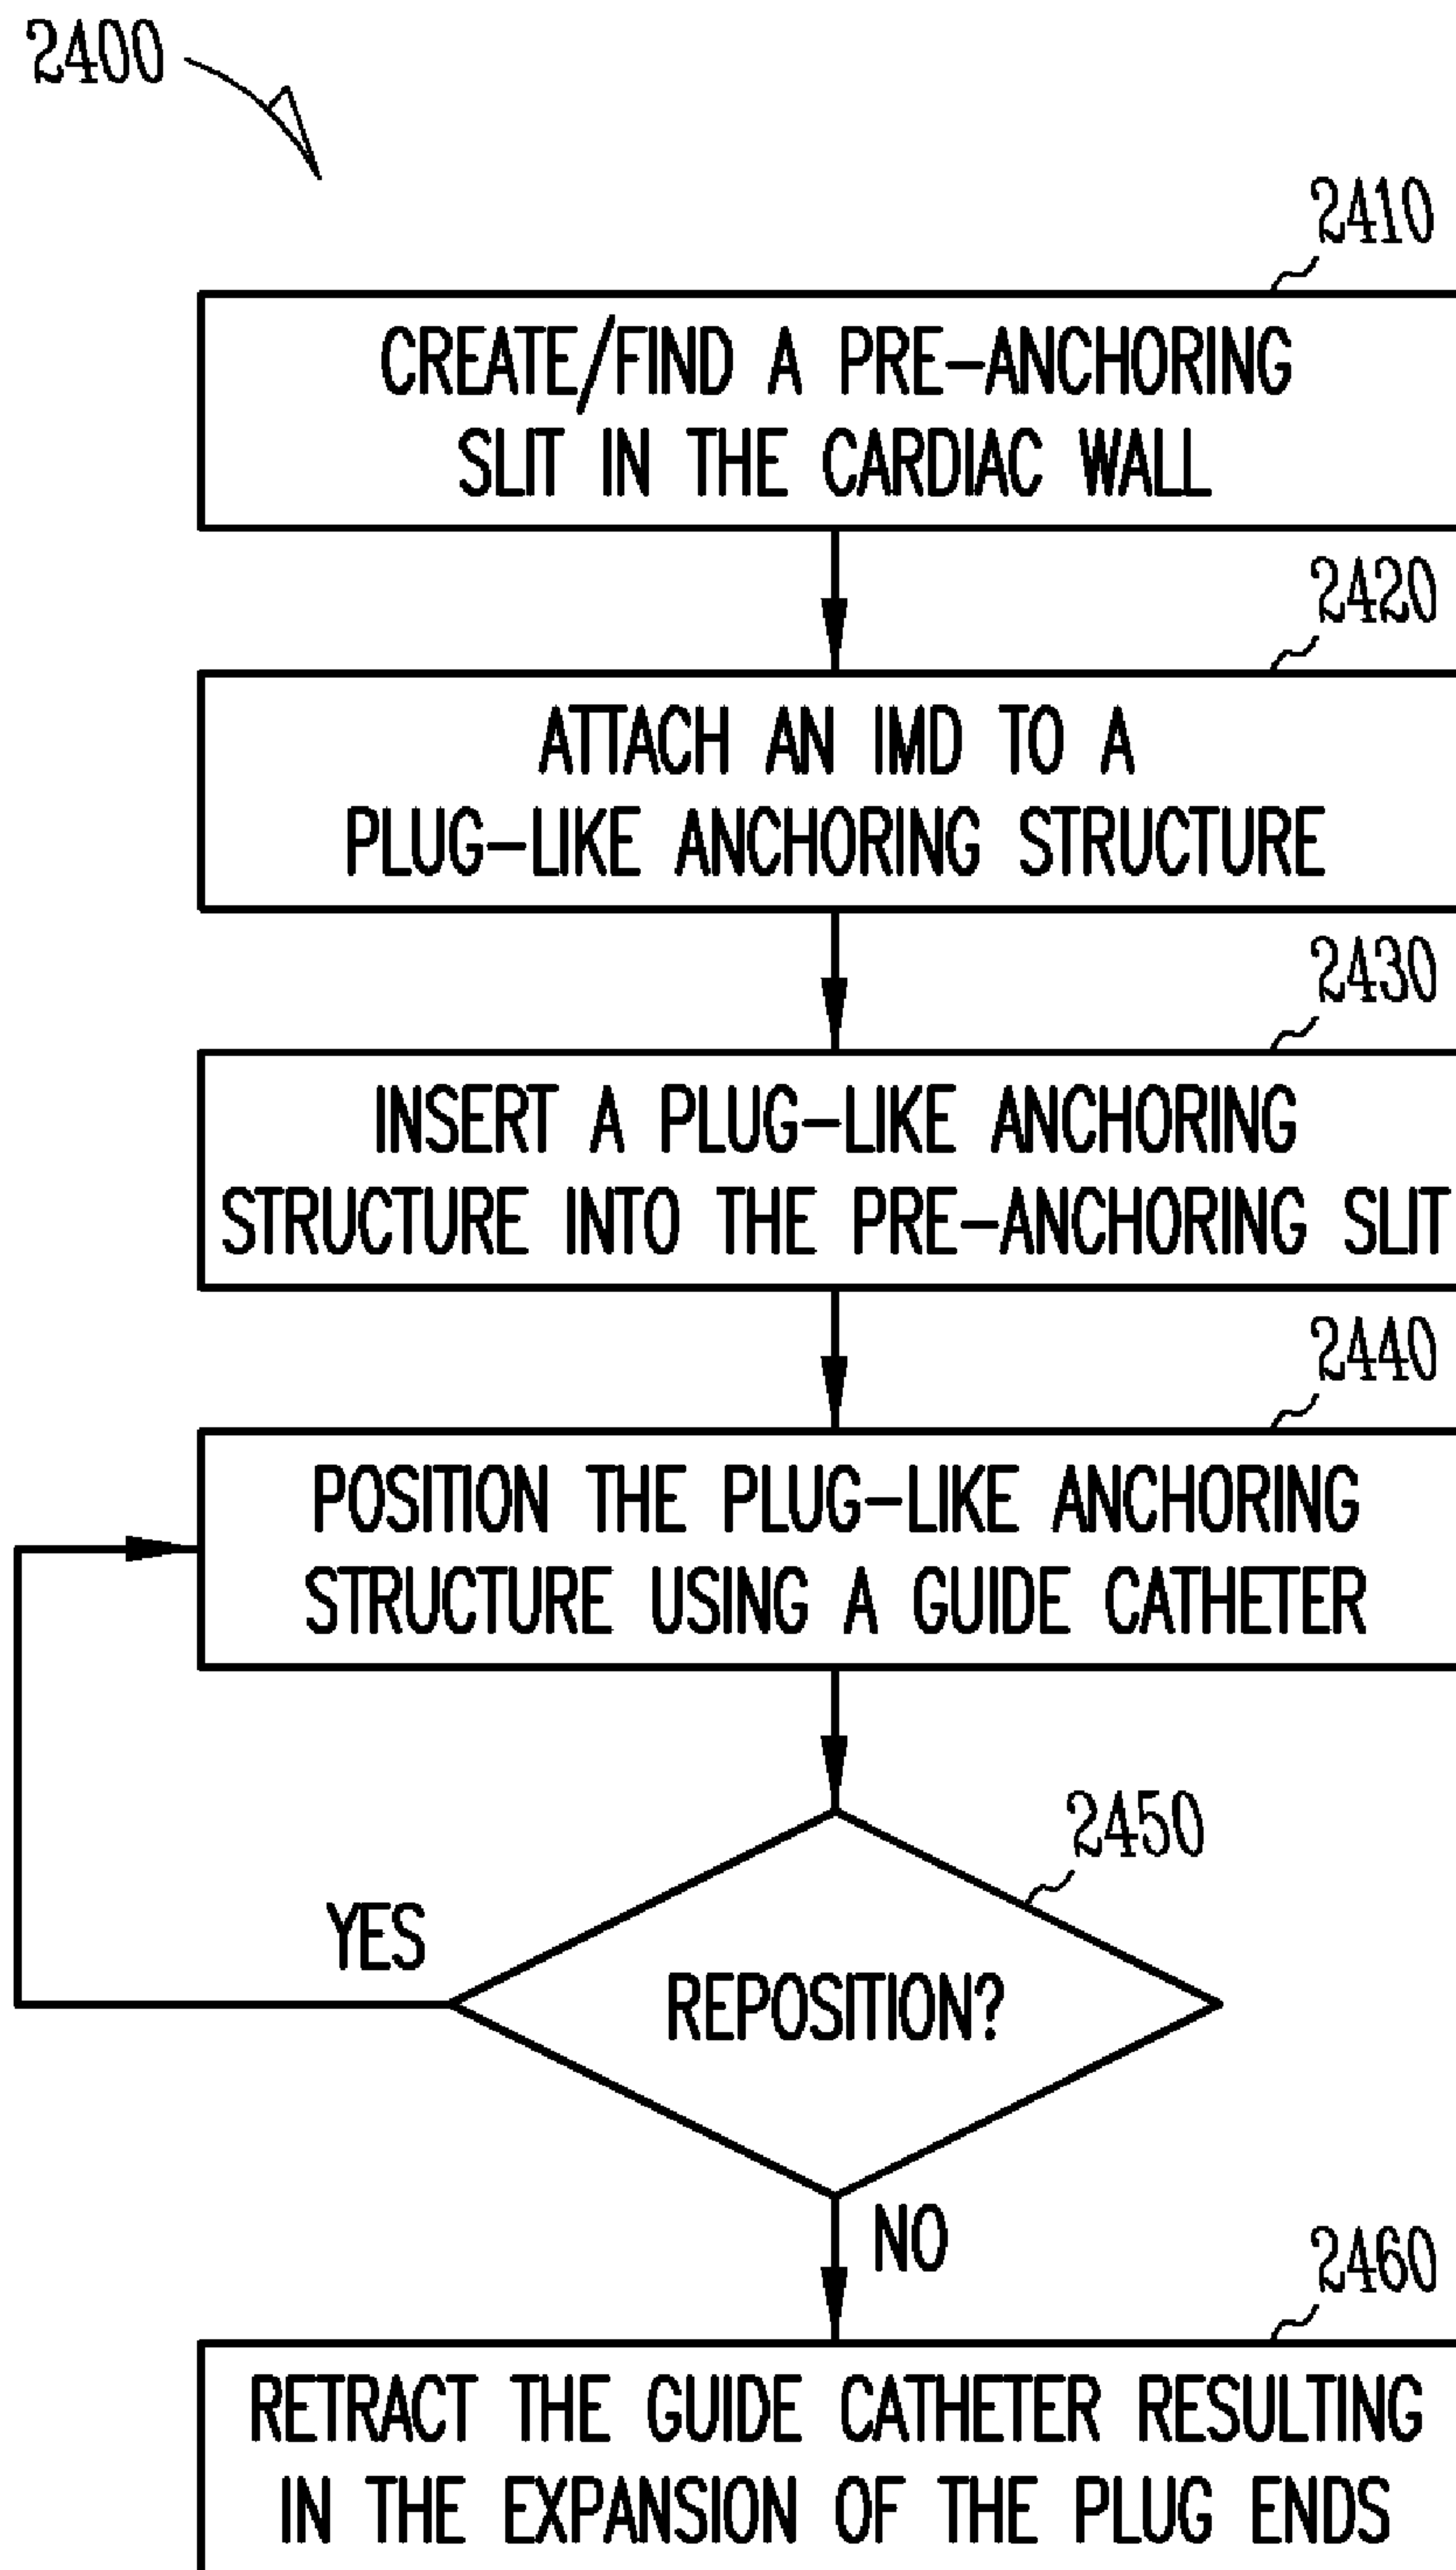 2400
2410
CREATE/FIND A PRE-ANCHORING
SLIT IN THE CARDIAC WALL
2420
ATTACH AN IMD TO A
PLUG-LIKE ANCHORING STRUCTURE
2430
INSERT A PLUG-LIKE ANCHORING
STRUCTURE INTO THE PRE-ANCHORING SLIT
2440
POSITION THE PLUG-LIKE ANCHORING
STRUCTURE USING A GUIDE CATHETER
2450
YES
REPOSITION?
NO
2460
RETRACT THE GUIDE CATHETER RESULTING
IN THE EXPANSION OF THE PLUG ENDS